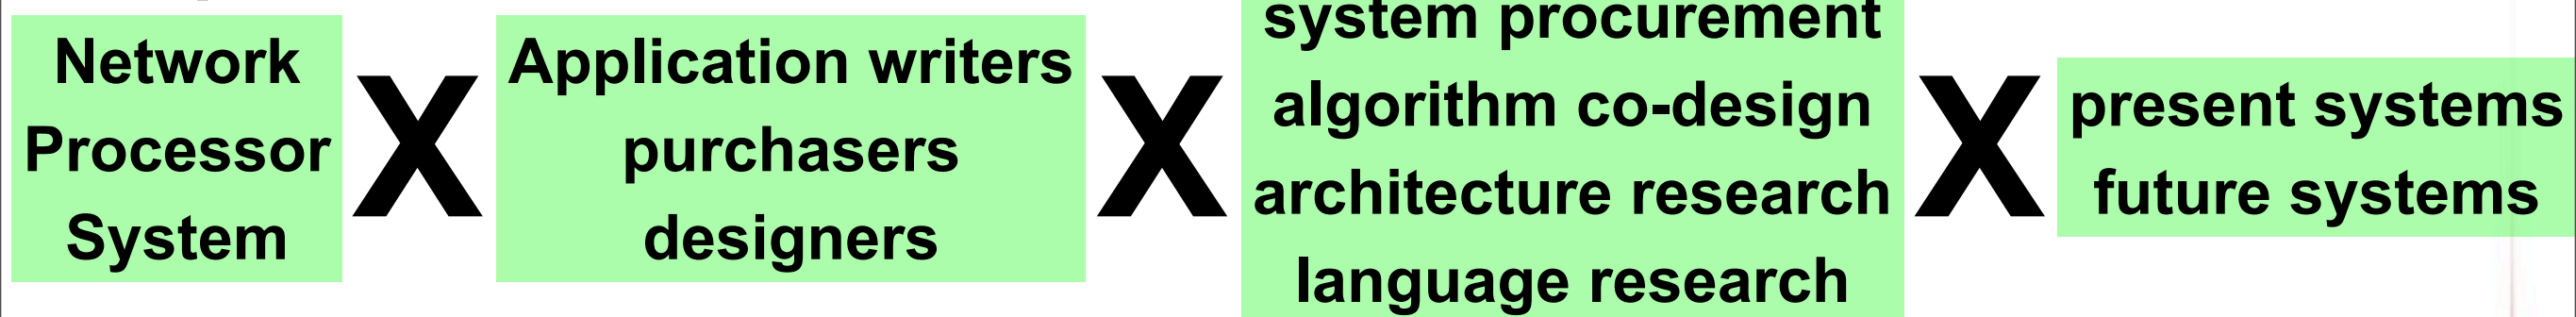 Network
Processor
System
X
Application writers
purchasers
designers
X
system procurement
algorithm co-design
architecture research
language research
X
present systems
future systems